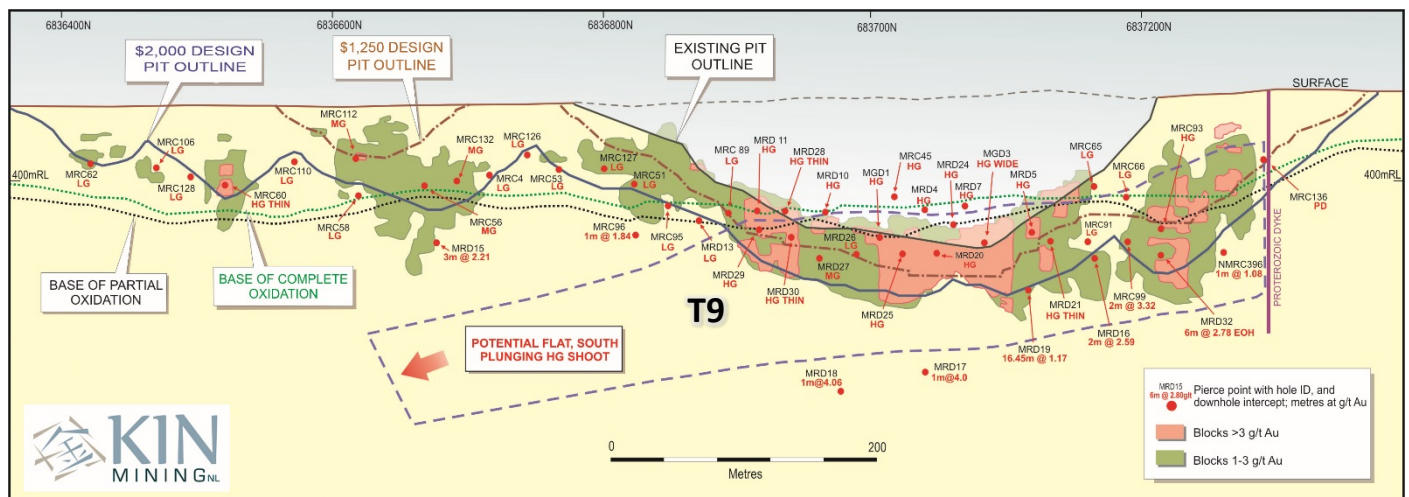 6836400N
6836600N
6836800N
683700N
6837200N
$2,000 DESIGN
PIT OUTLINE
$1,250 DESIGN
PIT OUTLINE
EXISTING PIT
OUTLINE
SURFACE
400mRL
400mRL
MRC62
LG
MRC106
LG
MRC128
LG
MRC60
HG THIN
MRC110
LG
MRC112
MG
MRC58
LG
MRC132
MG
MRC4
LG
MRC126
LG
MRC53
LG
MRC56
MG
MRD15
3m @ 2.21
MRC127
LG
MRC51
LG
MRC96
1m @ 1.84
MRC95
LG
MRD13
LG
MRC 89
LG
MRD 11
HG
MRD28
HG THIN
MRD10
HG
MGD1
HG
MRC45
HG
MRD4
HG
MRD24
HG
MRD7
HG
MGD3
HG WIDE
MRD5
HG
MRC65
LG
MRC66
LG
MRC93
HG
MRC136
PD
PROTEROZOIC DYKE
MRD29
HG
MRD30
HG THIN
MRD27
MG
MRD26
LG
MRD25
HG
MRD20
HG
MRD19
16.45m @ 1.17
MRD21
HG THIN
MRC91
LG
MRD16
2m @ 2.59
MRC99
2m @ 3.32
MRD32
6m @ 2.78 EOH
NMRC396
1m @ 1.08
MRD18
1m@4.06
MRD17
1m@4.0
BASE OF PARTIAL
OXIDATION
BASE OF COMPLETE
OXIDATION
T9
POTENTIAL FLAT, SOUTH
PLUNGING HG SHOOT
KIN
MINING NL
0
200
Metres
MRD15
6m @ 2.80g/t
Pierce point with hole ID, and
downhole intercept; metres at g/t Au
Blocks >3 g/t Au
Blocks 1-3 g/t Au